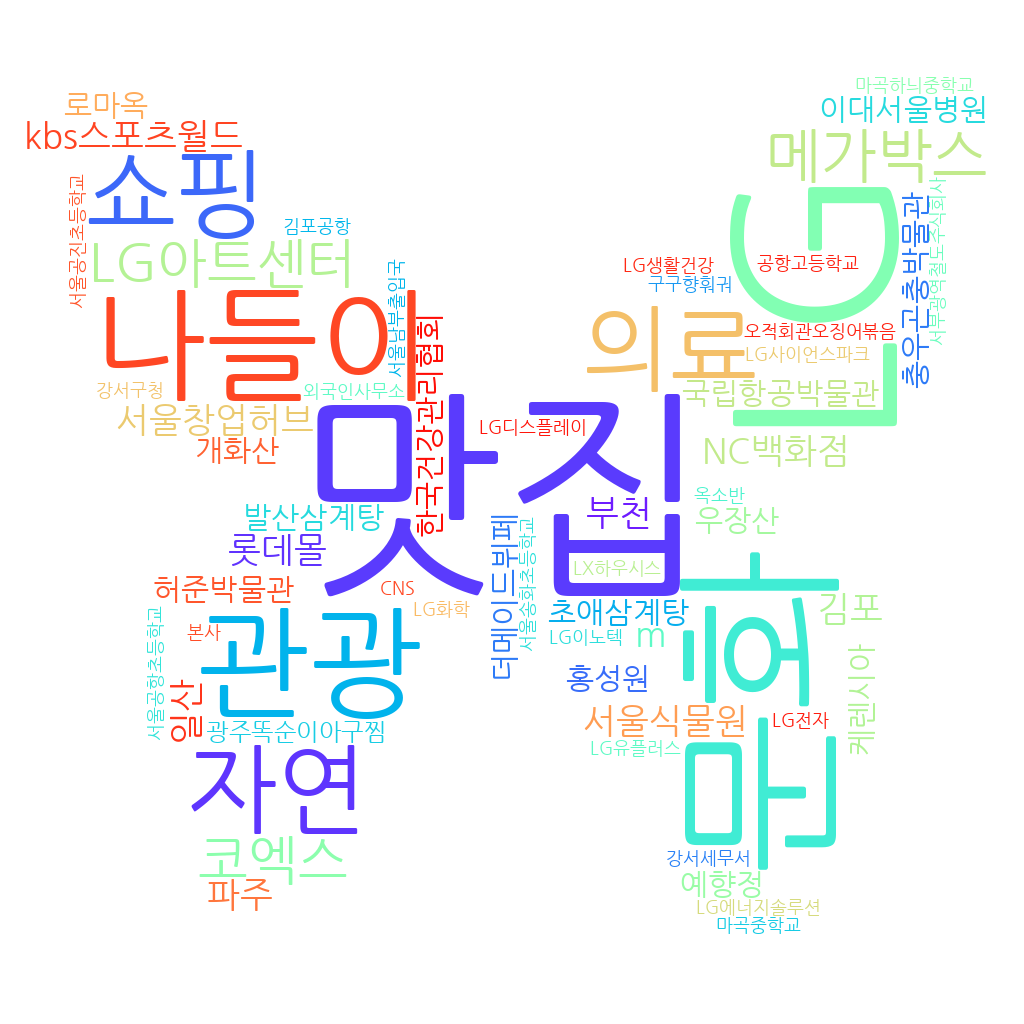 마곡하늬중학교
로마옥
이대서울병원
kbs스포츠월드
메가박스
쇼핑
LG
서울공진초등학교
김포공항
충우곤충박물관
서부광역철도주식회사
LG아트센터
LG생활건강
공항고등학교
구구향훠궈
서울남부출입국
나들이
의료
한국건강관리협회
오적회관오징어볶음
LG사이언스파크
강서구청
외국인사무소
국립항공박물관
서울창업허브
맛집
LG디스플레이
개화산
NC백화점
옥소반
발산삼계탕
부천
우장산
롯데몰
더메이드뷔페
서울송화초등학교
LX하우시스
허준박물관
CNS
LG화학
초애삼계탕
문화
김포
서울공항초등학교
본사
관광
LG이노텍
m
홍성원
케렌시아
일산
서울식물원
LG전자
광주똑순이아구찜
LG유플러스
자연
코엑스
강서세무서
파주
예향정
LG에너지솔루션
마곡중학교